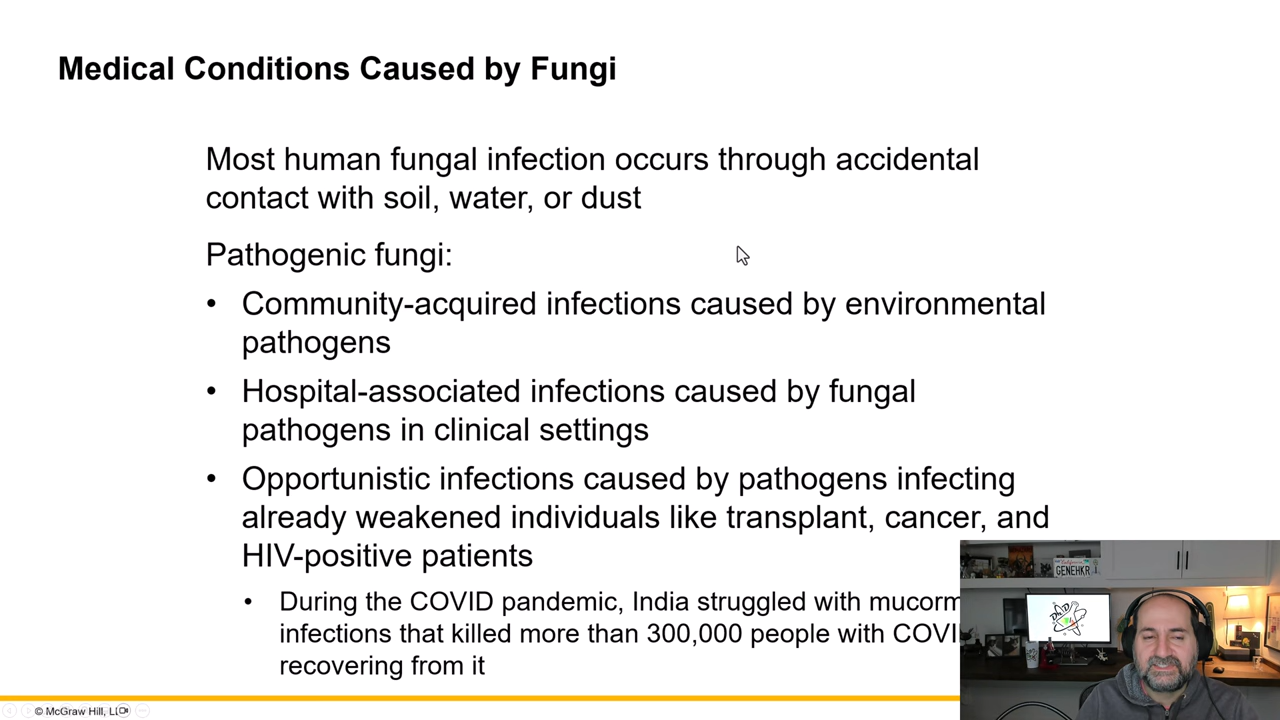 Medical Conditions Caused by Fungi
Most human fungal infection occurs through accidental
contact with soil, water, or dust
Pathogenic fungi:
• Community-acquired infections caused by environmental
pathogens
• Hospital-associated infections caused by fungal
pathogens in clinical settings
• Opportunistic infections caused by pathogens infecting
already weakened individuals like transplant, cancer, and
HIV-positive patients
• During the COVID pandemic, India struggled with mucorm
infections that killed more than 300,000 people with COVI
recovering from it
GENEHKR
© McGraw Hill, LL